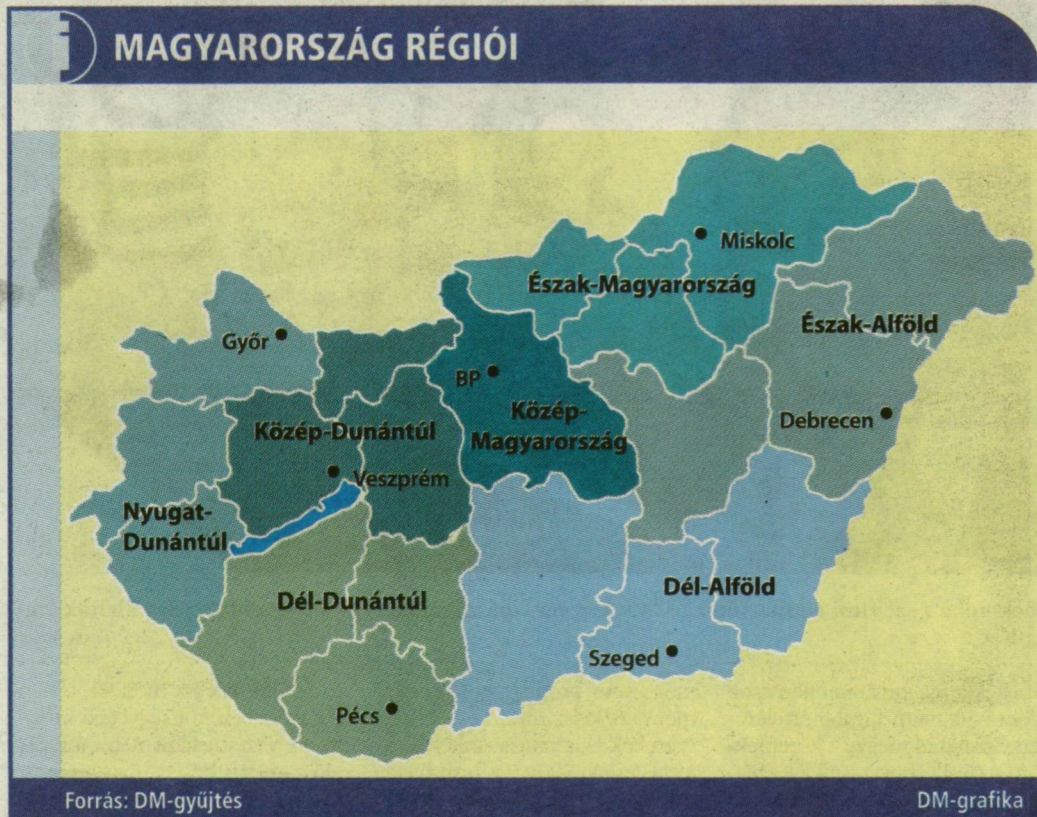 i
MAGYARORSZÁG RÉGIÓI
Miskolc
Észak-Magyarország
Észak-Alföld
Győr
BP
Közép-
Magyarország
Debrecen
Közép-Dunántúl
Veszprém
Nyugat-
Dunántúl
Dél-Dunántúl
Dél-Alföld
Szeged
Pécs
Forrás: DM-gyűjtés
DM-grafika